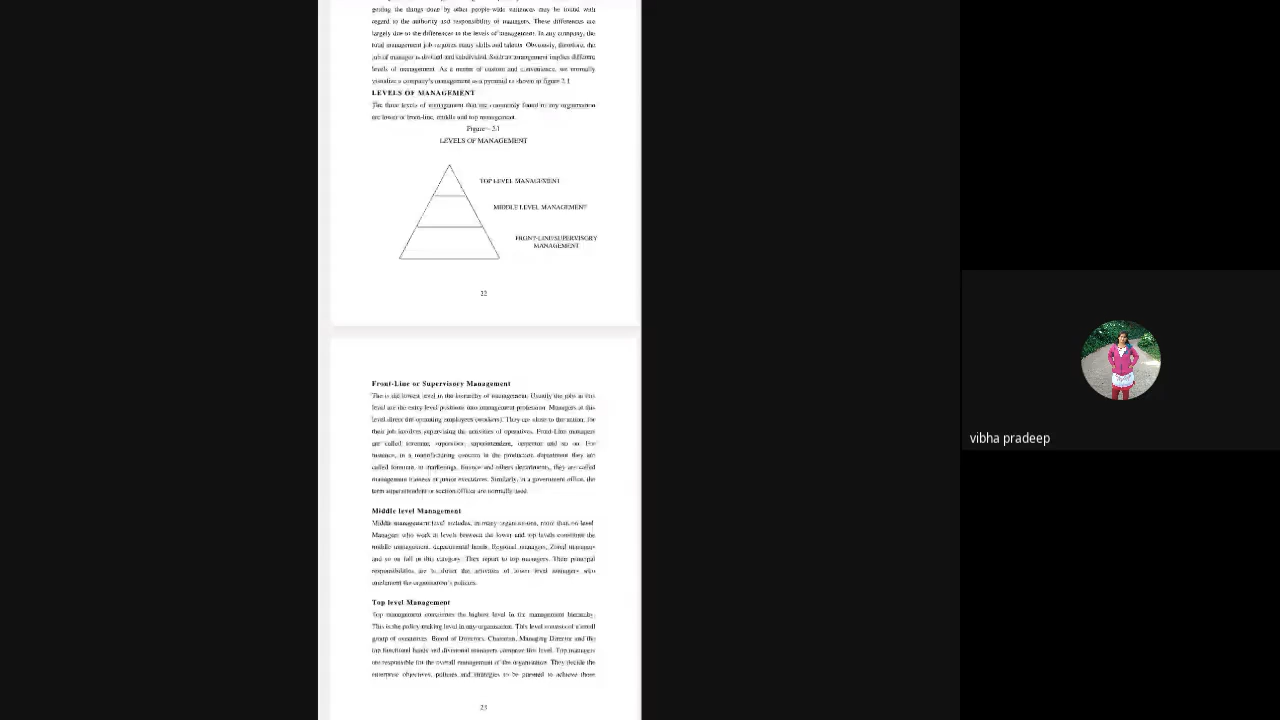 getting the things done by other people-wide variances may be found with
regard to the authority and responsibility of managers. These differences are
largely due to the differences in the levels of management. In any company, the
total management job requires many skills and talents. Obviously, therefore, the
job of manager is divided and subdivided. Such arrangement implies different
levels of management. As a matter of custom and convenience, we normally
visualize a company's management as a pyramid as shown in figure 2.1
LEVELS OF MANAGEMENT
The three levels of management that are commonly found in any organisation
are lower or front-line, middle and top management.
Figure – 2.1
LEVELS OF MANAGEMENT
TOP LEVEL MANAGEMENT
MIDDLE LEVEL MANAGEMENT
FRONT-LINE/SUPERVISORY
MANAGEMENT
22
Front-Line or Supervisory Management
The is the lowest level in the hierarchy of management. Usually the jobs at this
level are the entry level positions into management profession. Managers at this
level direct the operating employees (workers). They are close to the action, for
their job involves supervising the activities of operatives. Front-Line managers
are called foremen, supervisor, superintendent, inspector and so on. For
instance, in a manufacturing concern in the production department they are
called foreman, in marketings, finance and others departments, they are called
management trainees or junior executives. Similarly, in a government office, the
term superintendent or section officer are normally used.
Middle level Management
Middle management level includes, in many organisations, more than on level.
Managers who work at levels between the lower and top levels constitute the
middle management, departmental heads, Regional managers, Zonal managers
and so on fall in this category. They report to top managers. Their principal
responsibilities are to direct the activities of lower level managers who
implement the organisation's policies.
Top level Management
Top management constitutes the highest level in the management hierarchy.
This is the policy making level in any organisation. This level consists of a small
group of executives. Board of Directors, Chairman, Managing Director and the
top functional heads and divisional managers comprise this level. Top managers
are responsible for the overall management of the organisation. They decide the
enterprise objectives, policies and strategies to be pursued to achieve those
23
vibha pradeep